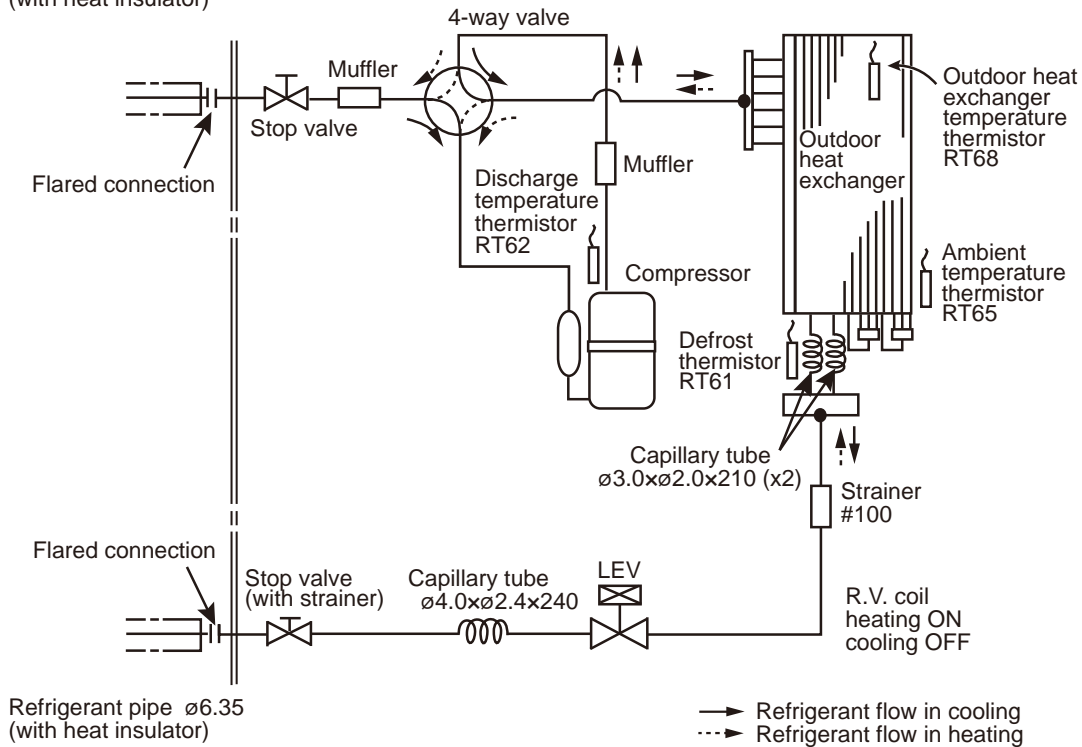 (with heat insulator)
4-way valve
Muffler
Stop valve
Flared connection
Outdoor heat
exchanger
temperature
thermistor
RT68
Outdoor
heat
exchanger
Muffler
Discharge
temperature
thermistor
RT62
Compressor
Ambient
temperature
thermistor
RT65
Defrost
thermistor
RT61
Capillary tube
ø3.0×ø2.0×210 (x2)
Strainer
#100
Flared connection
Stop valve
(with strainer)
Capillary tube
ø4.0×ø2.4×240
LEV
R.V. coil
heating ON
cooling OFF
Refrigerant pipe ø6.35
(with heat insulator)
Refrigerant flow in cooling
Refrigerant flow in heating